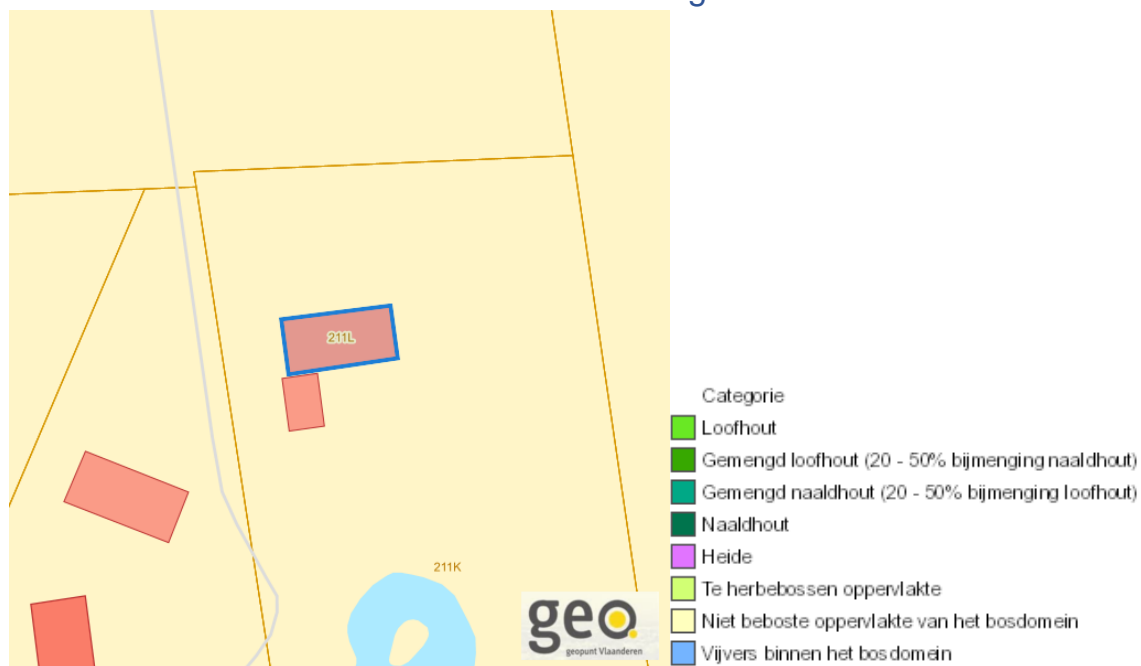 211L
211K
geo.
geopunt Vlaanderen
Categorie
Loofhout
Gemengd loofhout (20 - 50% bijmenging naaldhout)
Gemengd naaldhout (20 - 50% bijmenging loofhout)
Naaldhout
Heide
Te herbebossen oppervlakte
Niet beboste oppervlakte van het bosdomein
Vijvers binnen het bosdomein